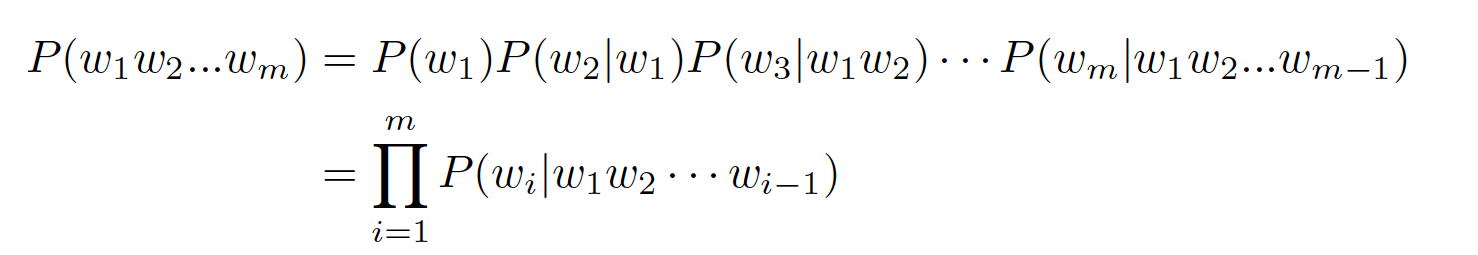 P(w₁w₂...wₘ) = P(w₁)P(w₂|w₁)P(w₃|w₁w₂)⋯P(wₘ|w₁w₂...wₘ₋₁)
= ∏ᵢ₌₁ᵐ P(wᵢ|w₁w₂⋯wᵢ₋₁)